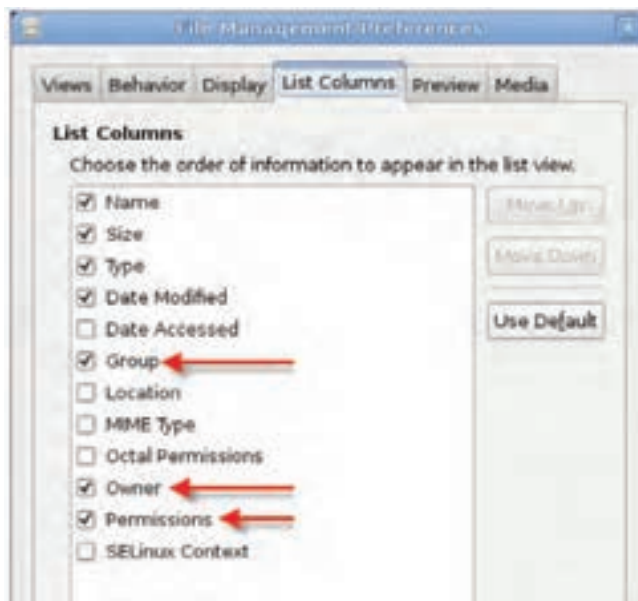 File Management Preferences
Views Behavior Display List Columns Preview Media
List Columns
Choose the order of information to appear in the list view.
Name
Size
Type
Date Modified
Date Accessed
Group
Location
MIME Type
Octal Permissions
Owner
Permissions
SELinux Context
Move Up
Move Down
Use Default